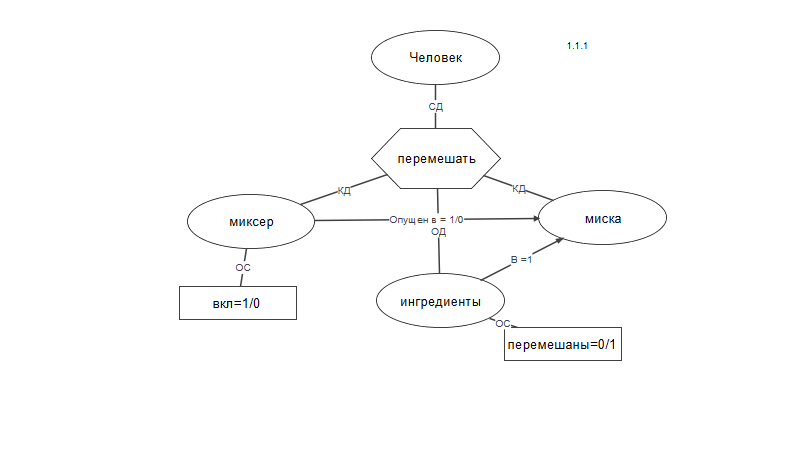 Человек
1.1.1
СД
перемешать
КД
КД
миксер
Опущен в = 1/0
миска
ОД
ОС
В =1
вкл=1/0
ингредиенты
ОС
перемешаны=0/1